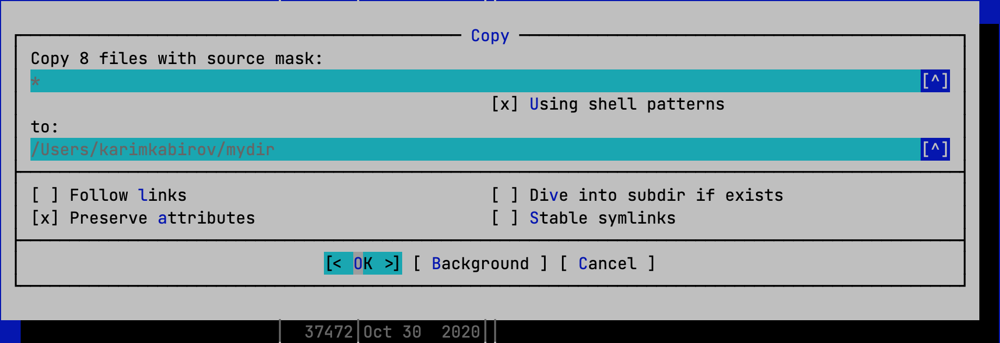 Copy
Copy 8 files with source mask:
* [^]
[x] Using shell patterns
to:
/Users/karimkabirov/mydir [^]
[ ] Follow links [ ] Dive into subdir if exists
[x] Preserve attributes [ ] Stable symlinks
[< OK >] [ Background ] [ Cancel ]
37472|Oct 30 2020||